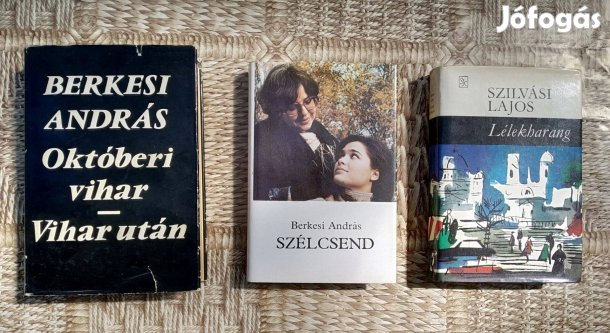 Jófogás
BERKESI
ANDRÁS
Októberi
vihar
—
Vihar után
Berkesi András
SZÉLCSEND
SZILVÁSI
LAJOS
Lélekharang